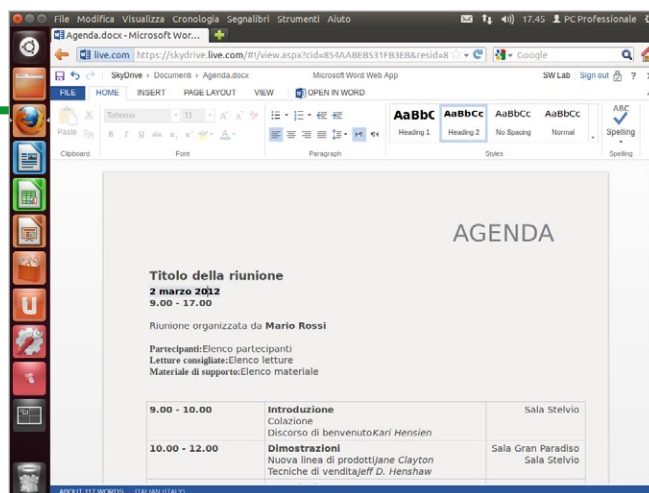 File Modifica Visualizza Cronologia Segnalibri Strumenti Aiuto 17.45 PC Professionale
Agenda.docx - Microsoft Wor...
live.com https://skydrive.live.com/#!/view.aspx?cid=854AABEB531FB3EB&resid=8 Google
SkyDrive › Documenti › Agenda.docx Microsoft Word Web App SW Lab Sign out ?
FILE HOME INSERT PAGE LAYOUT VIEW OPEN IN WORD
Paste Tahoma 11 AaBbC AaBbCc AaBbCc AaBbCc ABC
B I U abc Heading 1 Heading 2 No Spacing Normal Spelling
Clipboard Font Paragraph Styles Spelling
AGENDA
Titolo della riunione
2 marzo 2012
9.00 - 17.00
Riunione organizzata da Mario Rossi
Partecipanti:Elenco partecipanti
Letture consigliate:Elenco letture
Materiale di supporto:Elenco materiale
9.00 - 10.00 Introduzione Sala Stelvio
Colazione
Discorso di benvenutoKari Hensien
10.00 - 12.00 Dimostrazioni Sala Gran Paradiso
Nuova linea di prodottiJane Clayton Sala Stelvio
Tecniche di venditaJeff D. Henshaw
ABOUT 117 WORDS ITALIAN (ITALY)